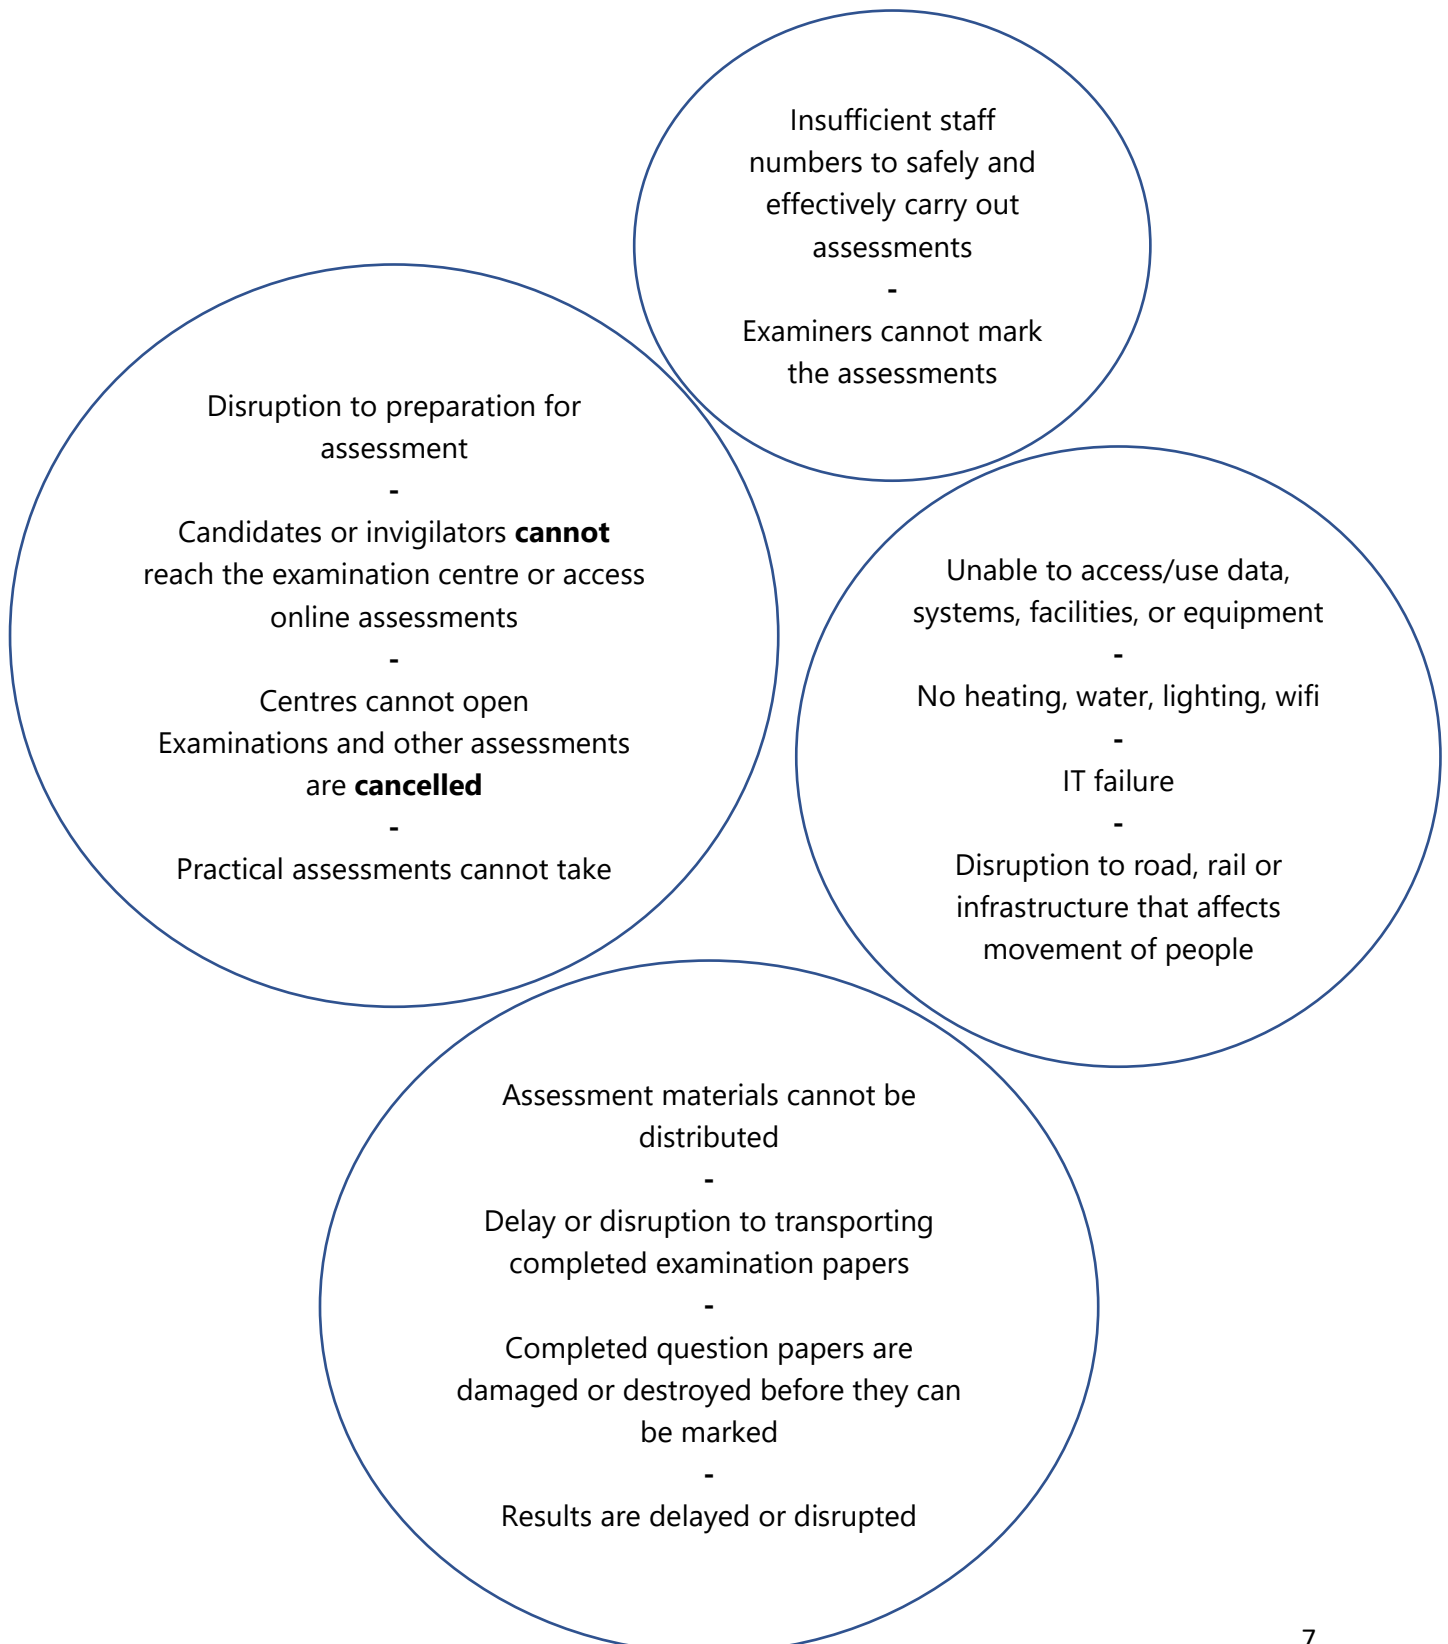 Insufficient staff
numbers to safely and
effectively carry out
assessments
-
Examiners cannot mark
the assessments
Disruption to preparation for
assessment
-
Candidates or invigilators cannot
reach the examination centre or access
online assessments
-
Centres cannot open
Examinations and other assessments
are cancelled
-
Practical assessments cannot take
Unable to access/use data,
systems, facilities, or equipment
-
No heating, water, lighting, wifi
-
IT failure
-
Disruption to road, rail or
infrastructure that affects
movement of people
Assessment materials cannot be
distributed
-
Delay or disruption to transporting
completed examination papers
-
Completed question papers are
damaged or destroyed before they can
be marked
-
Results are delayed or disrupted
7